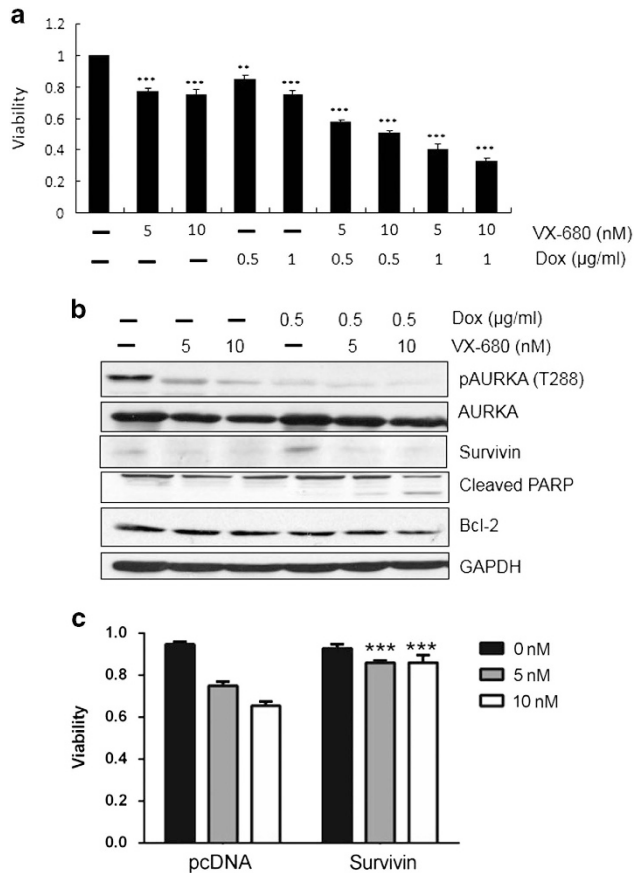 a
1.2
1
0.8
0.6
0.4
0.2
0
Viability
** 
*** *** *** *** *** *** ***
– 5 10 – – 5 10 5 10 VX-680 (nM)
– – – 0.5 1 0.5 0.5 1 1 Dox (µg/ml)
b
– – – 0.5 0.5 0.5 Dox (µg/ml)
– 5 10 – 5 10 VX-680 (nM)
pAURKA (T288)
AURKA
Survivin
Cleaved PARP
Bcl-2
GAPDH
c
1.0
0.8
0.6
0.4
0.2
0.0
Viability
*** ***
0 nM
5 nM
10 nM
pcDNA Survivin